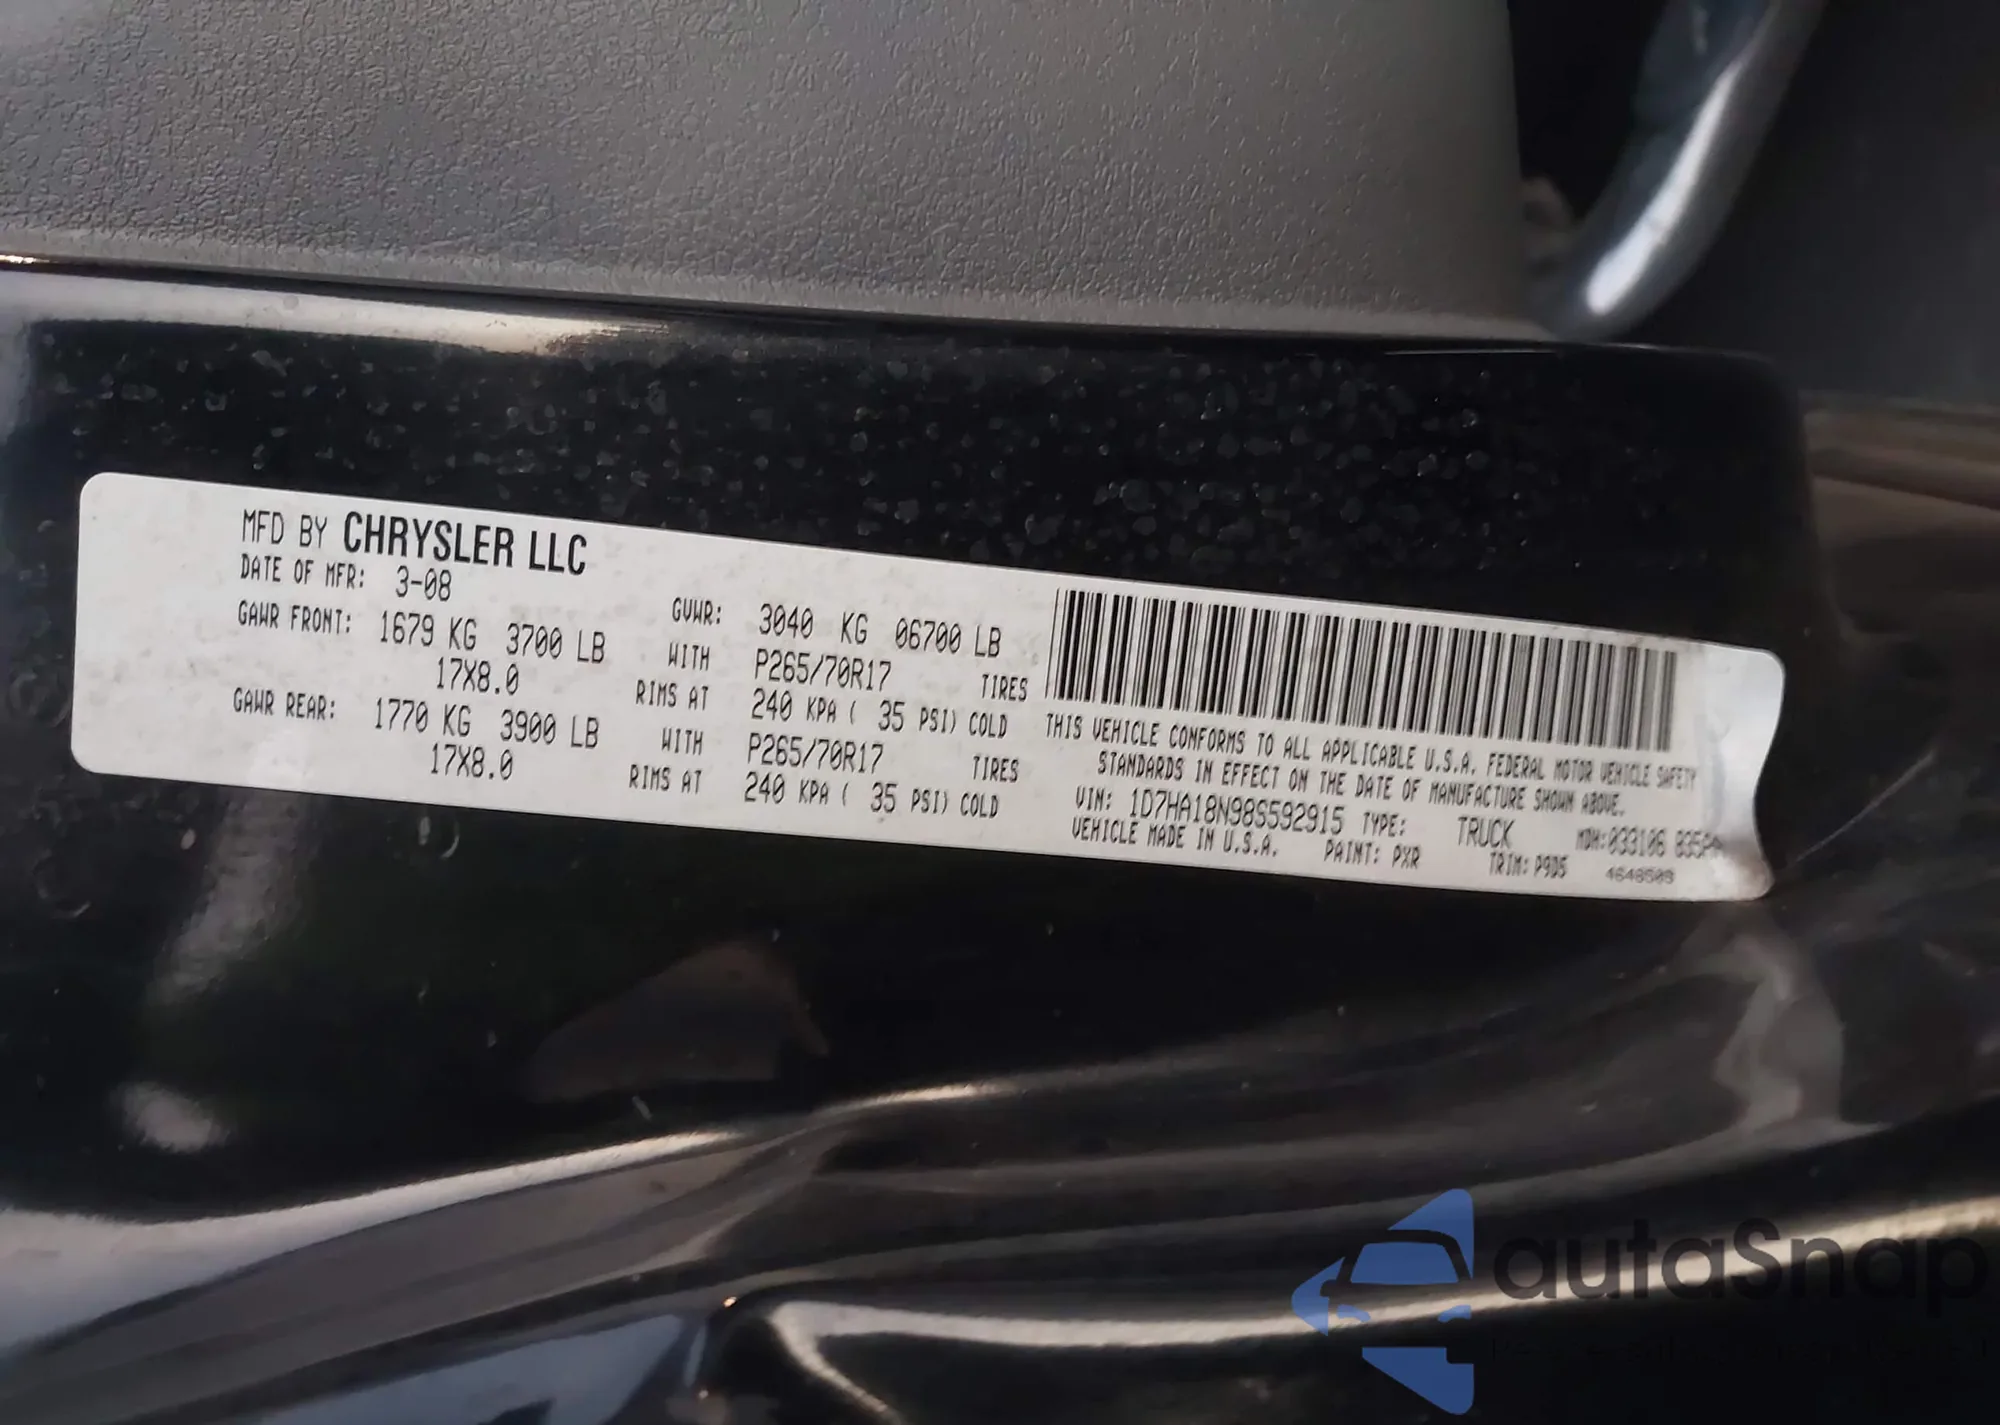 MFD BY CHRYSLER LLC
DATE OF MFR: 3-08 GVWR: 3040 KG 06700 LB
GAWR FRONT: 1679 KG 3700 LB WITH P265/70R17 TIRES
17X8.0 RIMS AT 240 KPA ( 35 PSI) COLD
GAWR REAR: 1770 KG 3900 LB WITH P265/70R17 TIRES
17X8.0 RIMS AT 240 KPA ( 35 PSI) COLD
THIS VEHICLE CONFORMS TO ALL APPLICABLE U.S.A. FEDERAL MOTOR VEHICLE SAFETY
STANDARDS IN EFFECT ON THE DATE OF MANUFACTURE SHOWN ABOVE.
VIN: 1D7HA18N98S592915 TYPE: TRUCK MDH:033106
VEHICLE MADE IN U.S.A. PAINT: PXR TRIM: P9D5 4648509
autaSnap